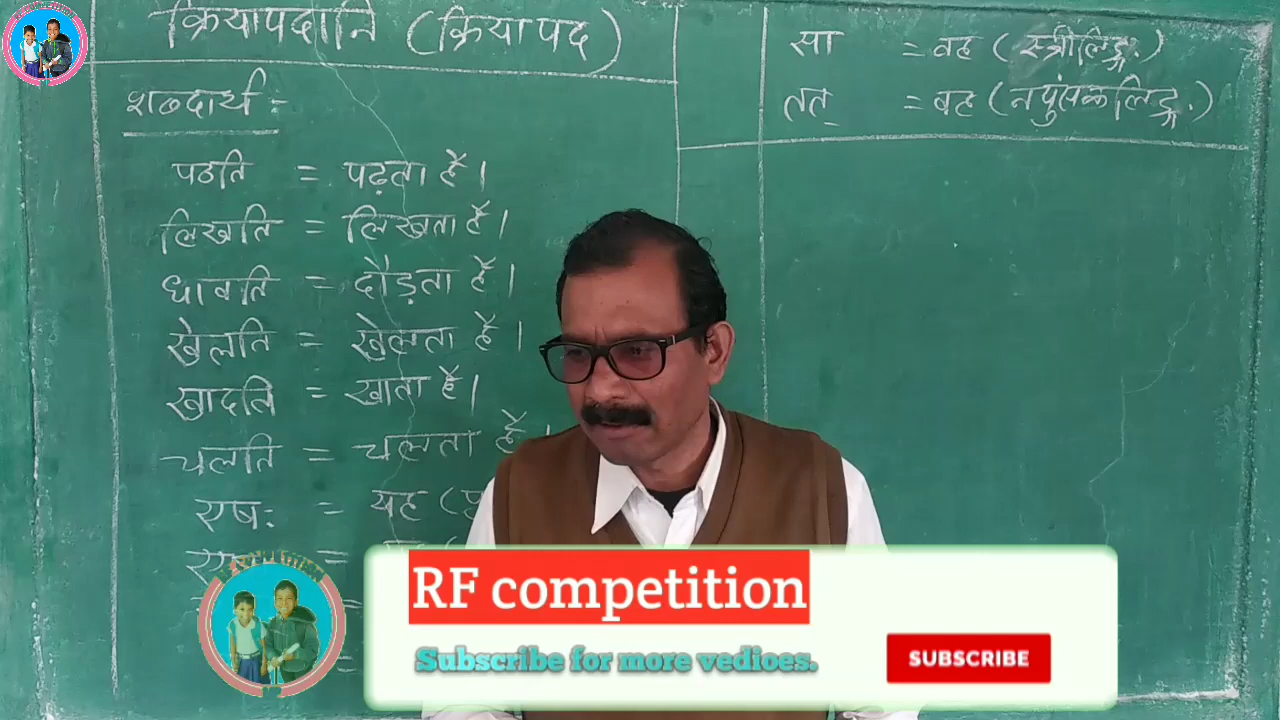 क्रियापदानि (क्रियापद)
शब्दार्थ :-
पठति = पढ़ता है।
लिखति = लिखता है।
धावति = दौड़ता है।
खेलति = खेलता है।
खादति = खाता है।
चलति = चलता है।
एषः = यह (
सा = वह (स्त्रीलिङ्ग.)
तत् = वह (नपुंसकलिङ्ग.)
RF competition
Subscribe for more vedioes.
SUBSCRIBE